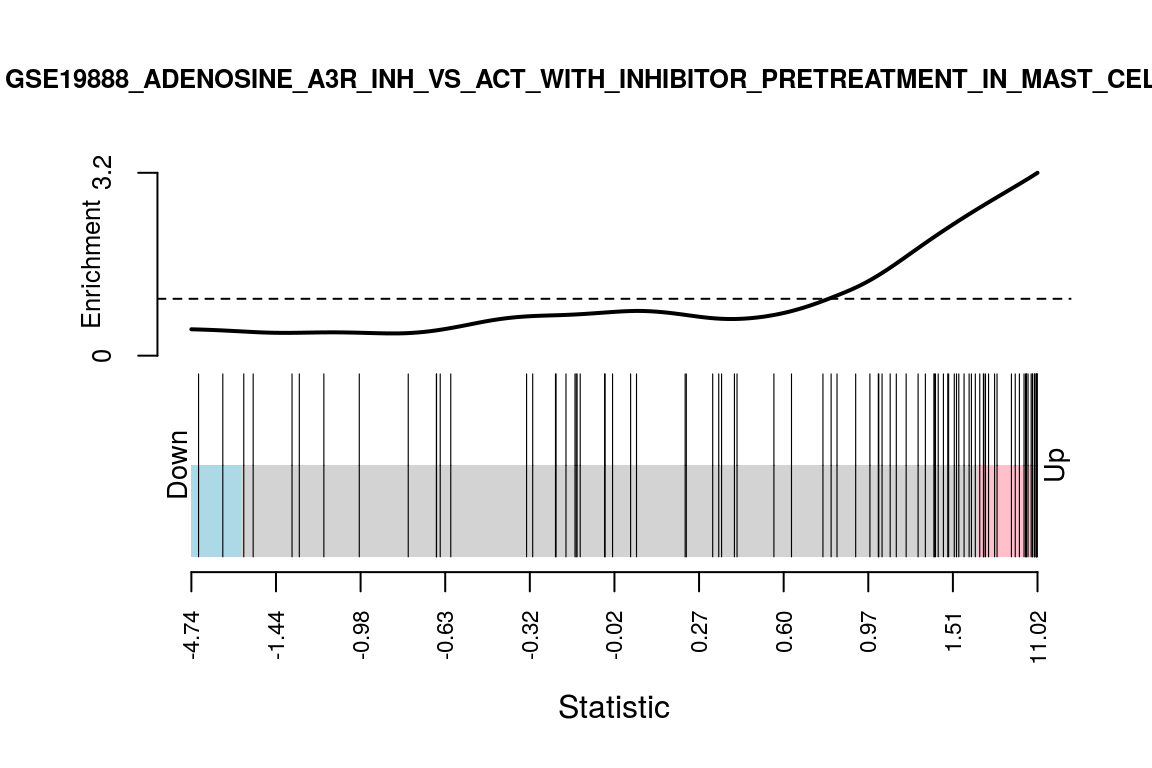 GSE19888_ADENOSINE_A3R_INH_VS_ACT_WITH_INHIBITOR_PRETREATMENT_IN_MAST_CEL
3.2
Enrichment
0
Down
Up
-4.74 -1.44 -0.98 -0.63 -0.32 -0.02 0.27 0.60 0.97 1.51 11.02
Statistic